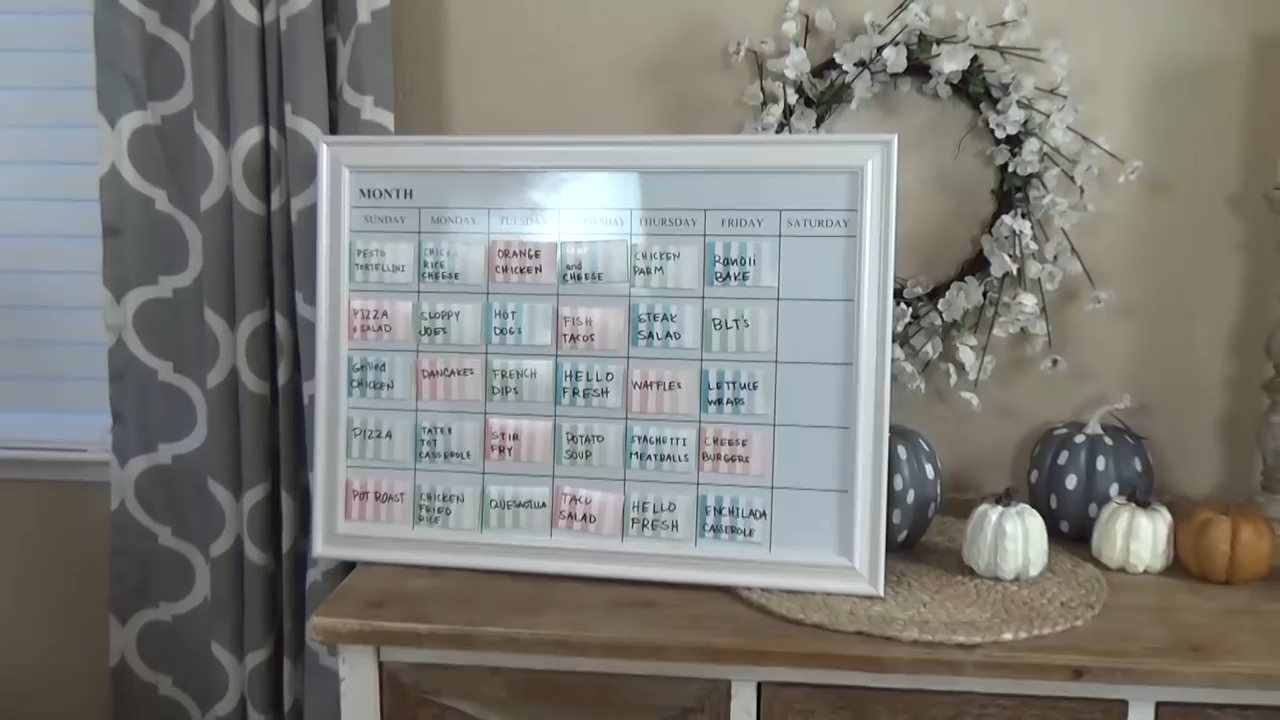 MONTH
SUNDAY
MONDAY
TUESDAY
WEDNESDAY
THURSDAY
FRIDAY
SATURDAY
PESTO
TORTELLINI
RICE
CHEESE
ORANGE
CHICKEN
and
CHEESE
CHICKEN
PARM
Ravioli
BAKE
PIZZA
& SALAD
SLOPPY
JOES
HOT
DOGS
FISH
TACOS
STEAK
SALAD
BLT's
Grilled
CHICKEN
PANCAKES
FRENCH
DIPS
HELLO
FRESH
WAFFLES
LETTUCE
WRAPS
PIZZA
TATER
TOT
CASSEROLE
STIR
FRY
POTATO
SOUP
SPAGHETTI
MEATBALLS
CHEESE
BURGERS
POT ROAST
CHICKEN
FRIED
RICE
TACO
SALAD
HELLO
FRESH
ENCHILADA
CASSEROLE